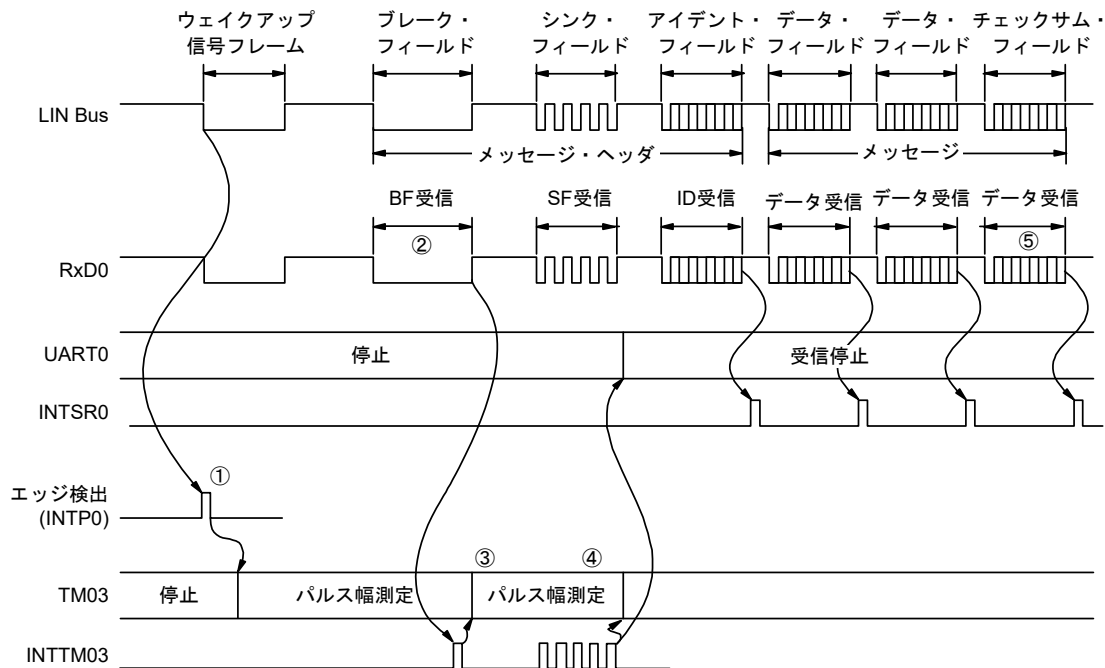 ウェイクアップ
信号フレーム
ブレーク・
フィールド
シンク・
フィールド
アイデント・
フィールド
データ・
フィールド
データ・
フィールド
チェックサム・
フィールド
LIN Bus
メッセージ・ヘッダ
メッセージ
BF受信
SF受信
ID受信
データ受信
データ受信
データ受信
②
⑤
RxD0
UART0
停止
受信停止
INTSR0
①
エッジ検出
(INTP0)
③
④
TM03
停止
パルス幅測定
パルス幅測定
INTTM03